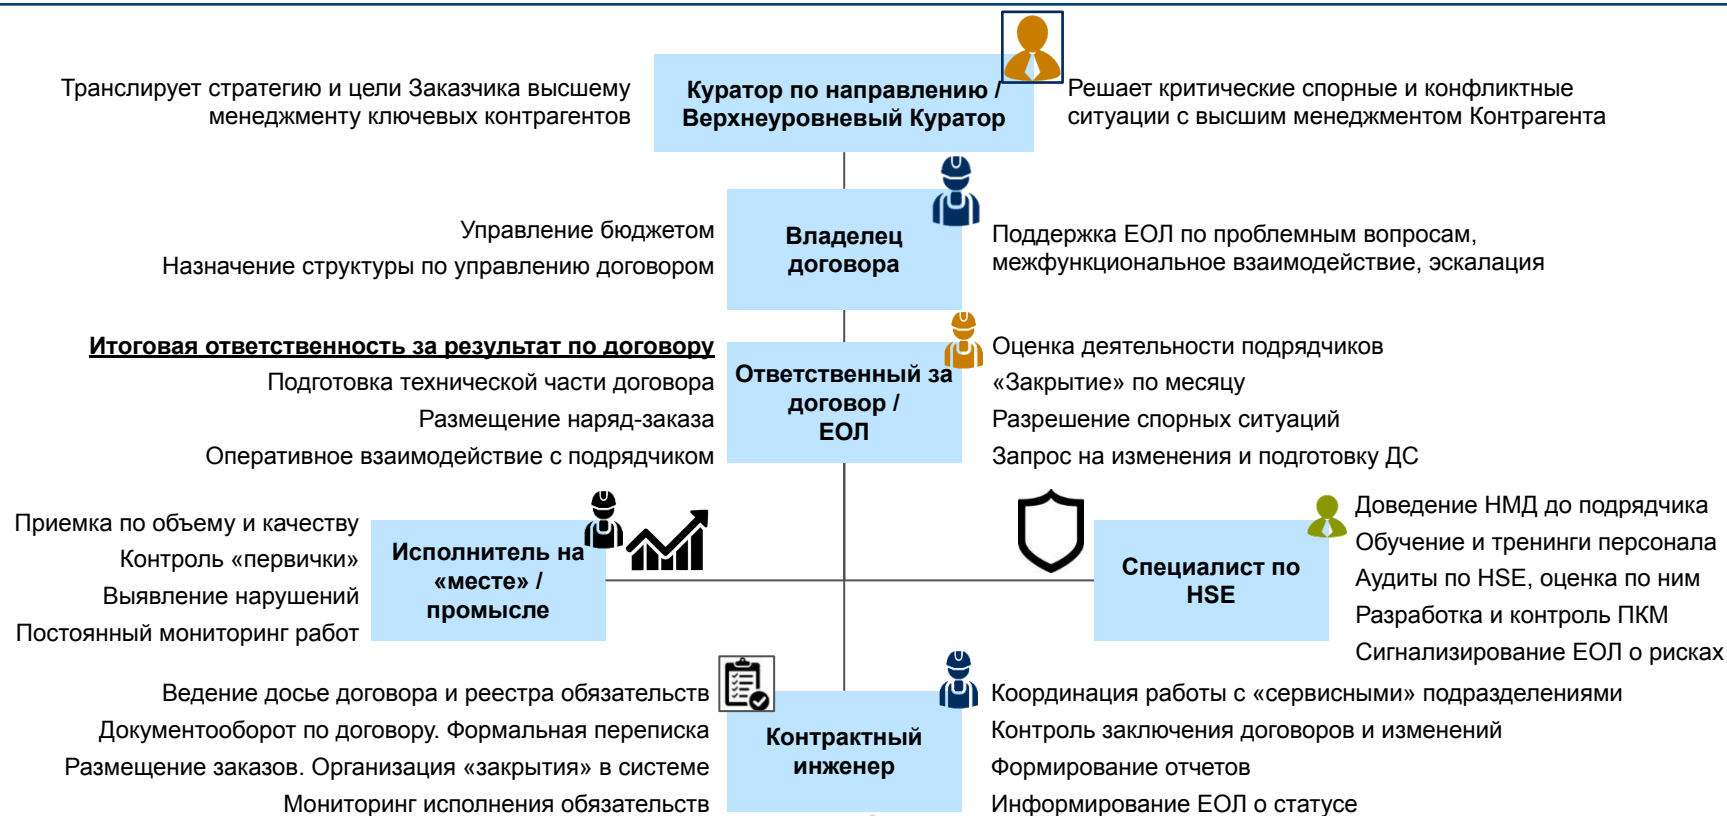 Транслирует стратегию и цели Заказчика высшему
менеджменту ключевых контрагентов
Куратор по направлению /
Верхнеуровневый Куратор
Решает критические спорные и конфликтные
ситуации с высшим менеджментом Контрагента
Управление бюджетом
Назначение структуры по управлению договором
Владелец
договора
Поддержка ЕОЛ по проблемным вопросам,
межфункциональное взаимодействие, эскалация
Итоговая ответственность за результат по договору
Подготовка технической части договора
Размещение наряд-заказа
Оперативное взаимодействие с подрядчиком
Ответственный за
договор /
ЕОЛ
Оценка деятельности подрядчиков
«Закрытие» по месяцу
Разрешение спорных ситуаций
Запрос на изменения и подготовку ДС
Приемка по объему и качеству
Контроль «первички»
Выявление нарушений
Постоянный мониторинг работ
Исполнитель на
«месте» /
промысле
Специалист по
HSE
Доведение НМД до подрядчика
Обучение и тренинги персонала
Аудиты по HSE, оценка по ним
Разработка и контроль ПКМ
Сигнализирование ЕОЛ о рисках
Ведение досье договора и реестра обязательств
Документооборот по договору. Формальная переписка
Размещение заказов. Организация «закрытия» в системе
Мониторинг исполнения обязательств
Контрактный
инженер
Координация работы с «сервисными» подразделениями
Контроль заключения договоров и изменений
Формирование отчетов
Информирование ЕОЛ о статусе